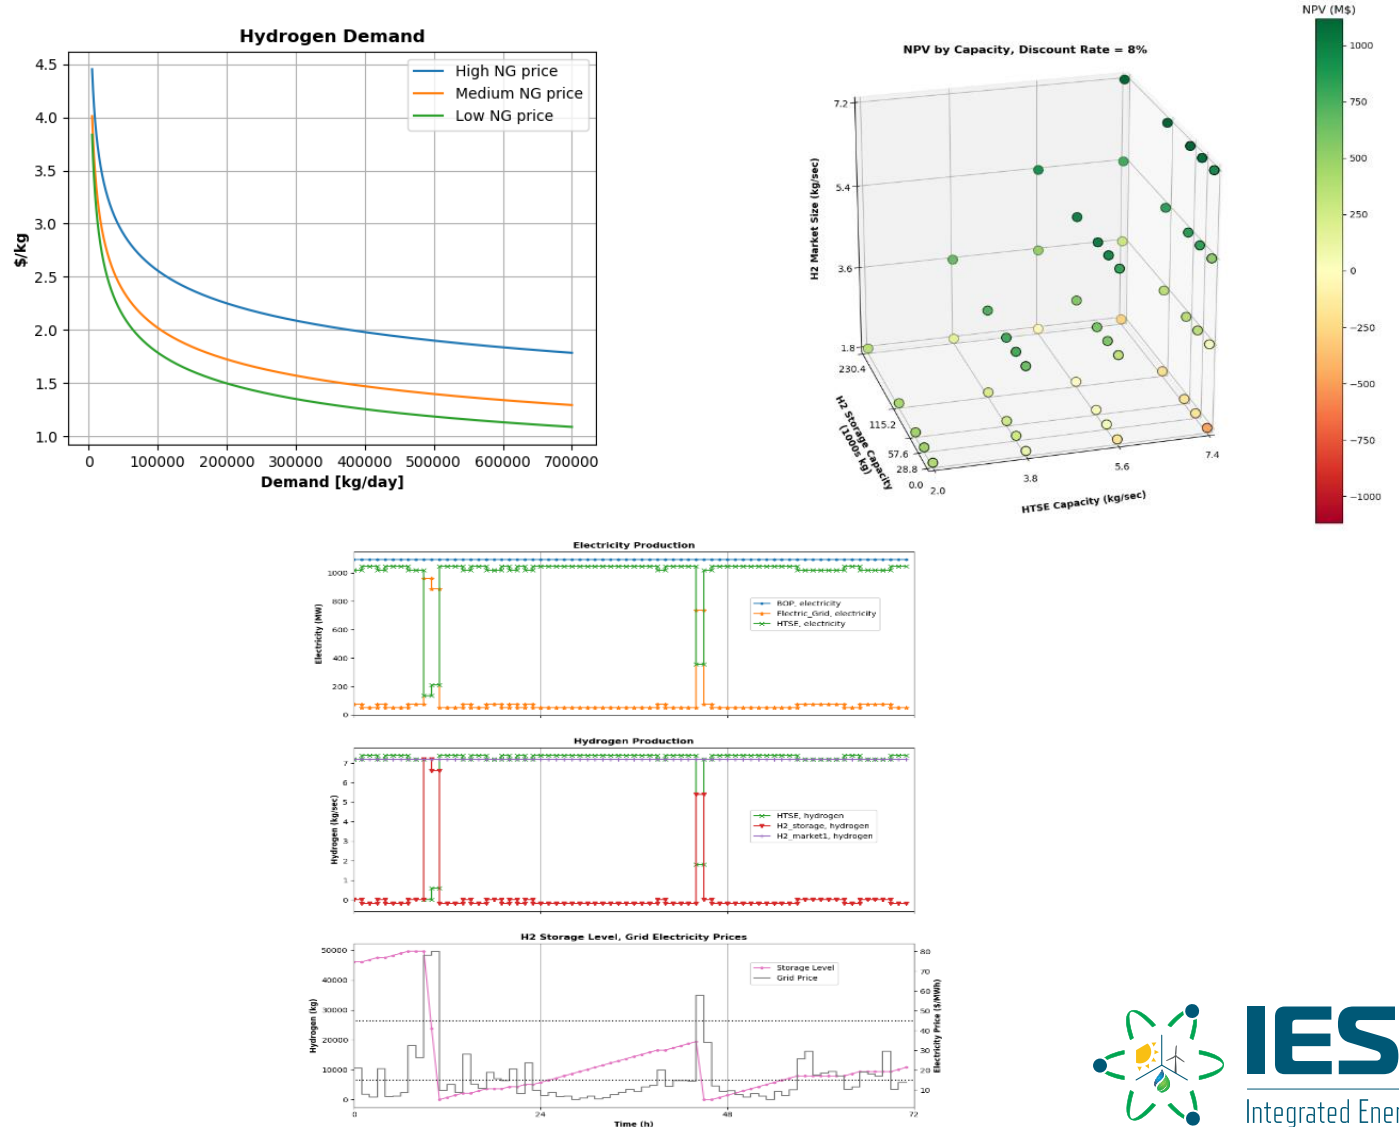 Hydrogen Demand
4.5
4.0
3.5
3.0
2.5
2.0
1.5
1.0
$/kg
High NG price
Medium NG price
Low NG price
0 100000 200000 300000 400000 500000 600000 700000
Demand [kg/day]
NPV by Capacity, Discount Rate = 8%
7.2
5.4
3.6
1.8
H2 Market Size (kg/sec)
230.4
115.2
57.6
28.8
0.0
H2 Storage Capacity
(1000s kg)
2.0
3.8
5.6
7.4
HTSE Capacity (kg/sec)
NPV (M$)
1000
750
500
250
0
−250
−500
−750
−1000
Electricity Production
1000
800
600
400
200
0
Electricity (MW)
BOP, electricity
Electric_Grid, electricity
HTSE, electricity
Hydrogen Production
7
6
5
4
3
2
1
0
Hydrogen (kg/sec)
HTSE, hydrogen
H2_storage, hydrogen
H2_market1, hydrogen
H2 Storage Level, Grid Electricity Prices
50000
40000
30000
20000
10000
0
Hydrogen (kg)
Storage Level
Grid Price
80
70
60
50
40
30
20
10
Electricity Price ($/MWh)
0 24 48 72
Time (h)
IES
Integrated Ener